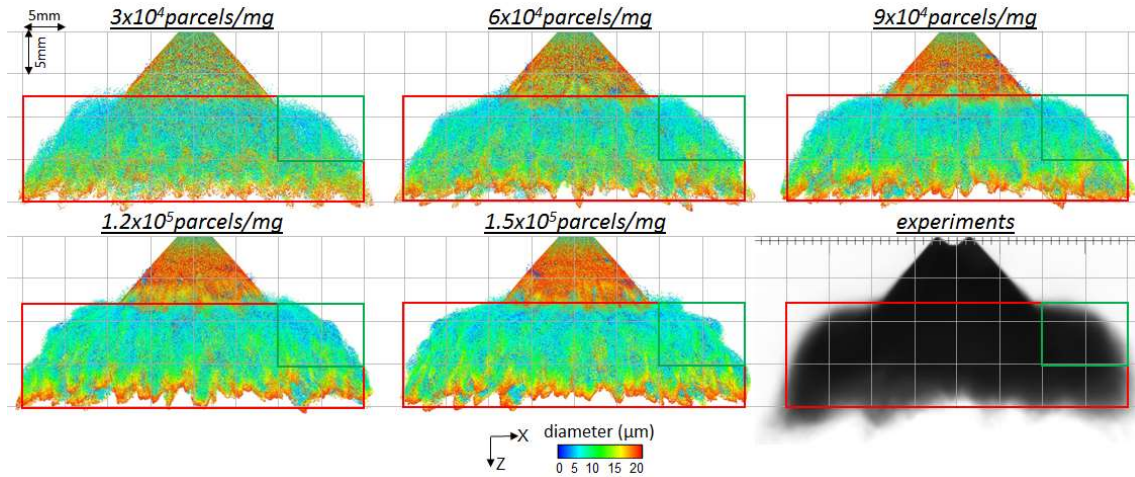 3x10⁴parcels/mg
6x10⁴parcels/mg
9x10⁴parcels/mg
5mm
5mm
1.2x10⁵parcels/mg
1.5x10⁵parcels/mg
experiments
X
Z
diameter (μm)
0 5 10 15 20